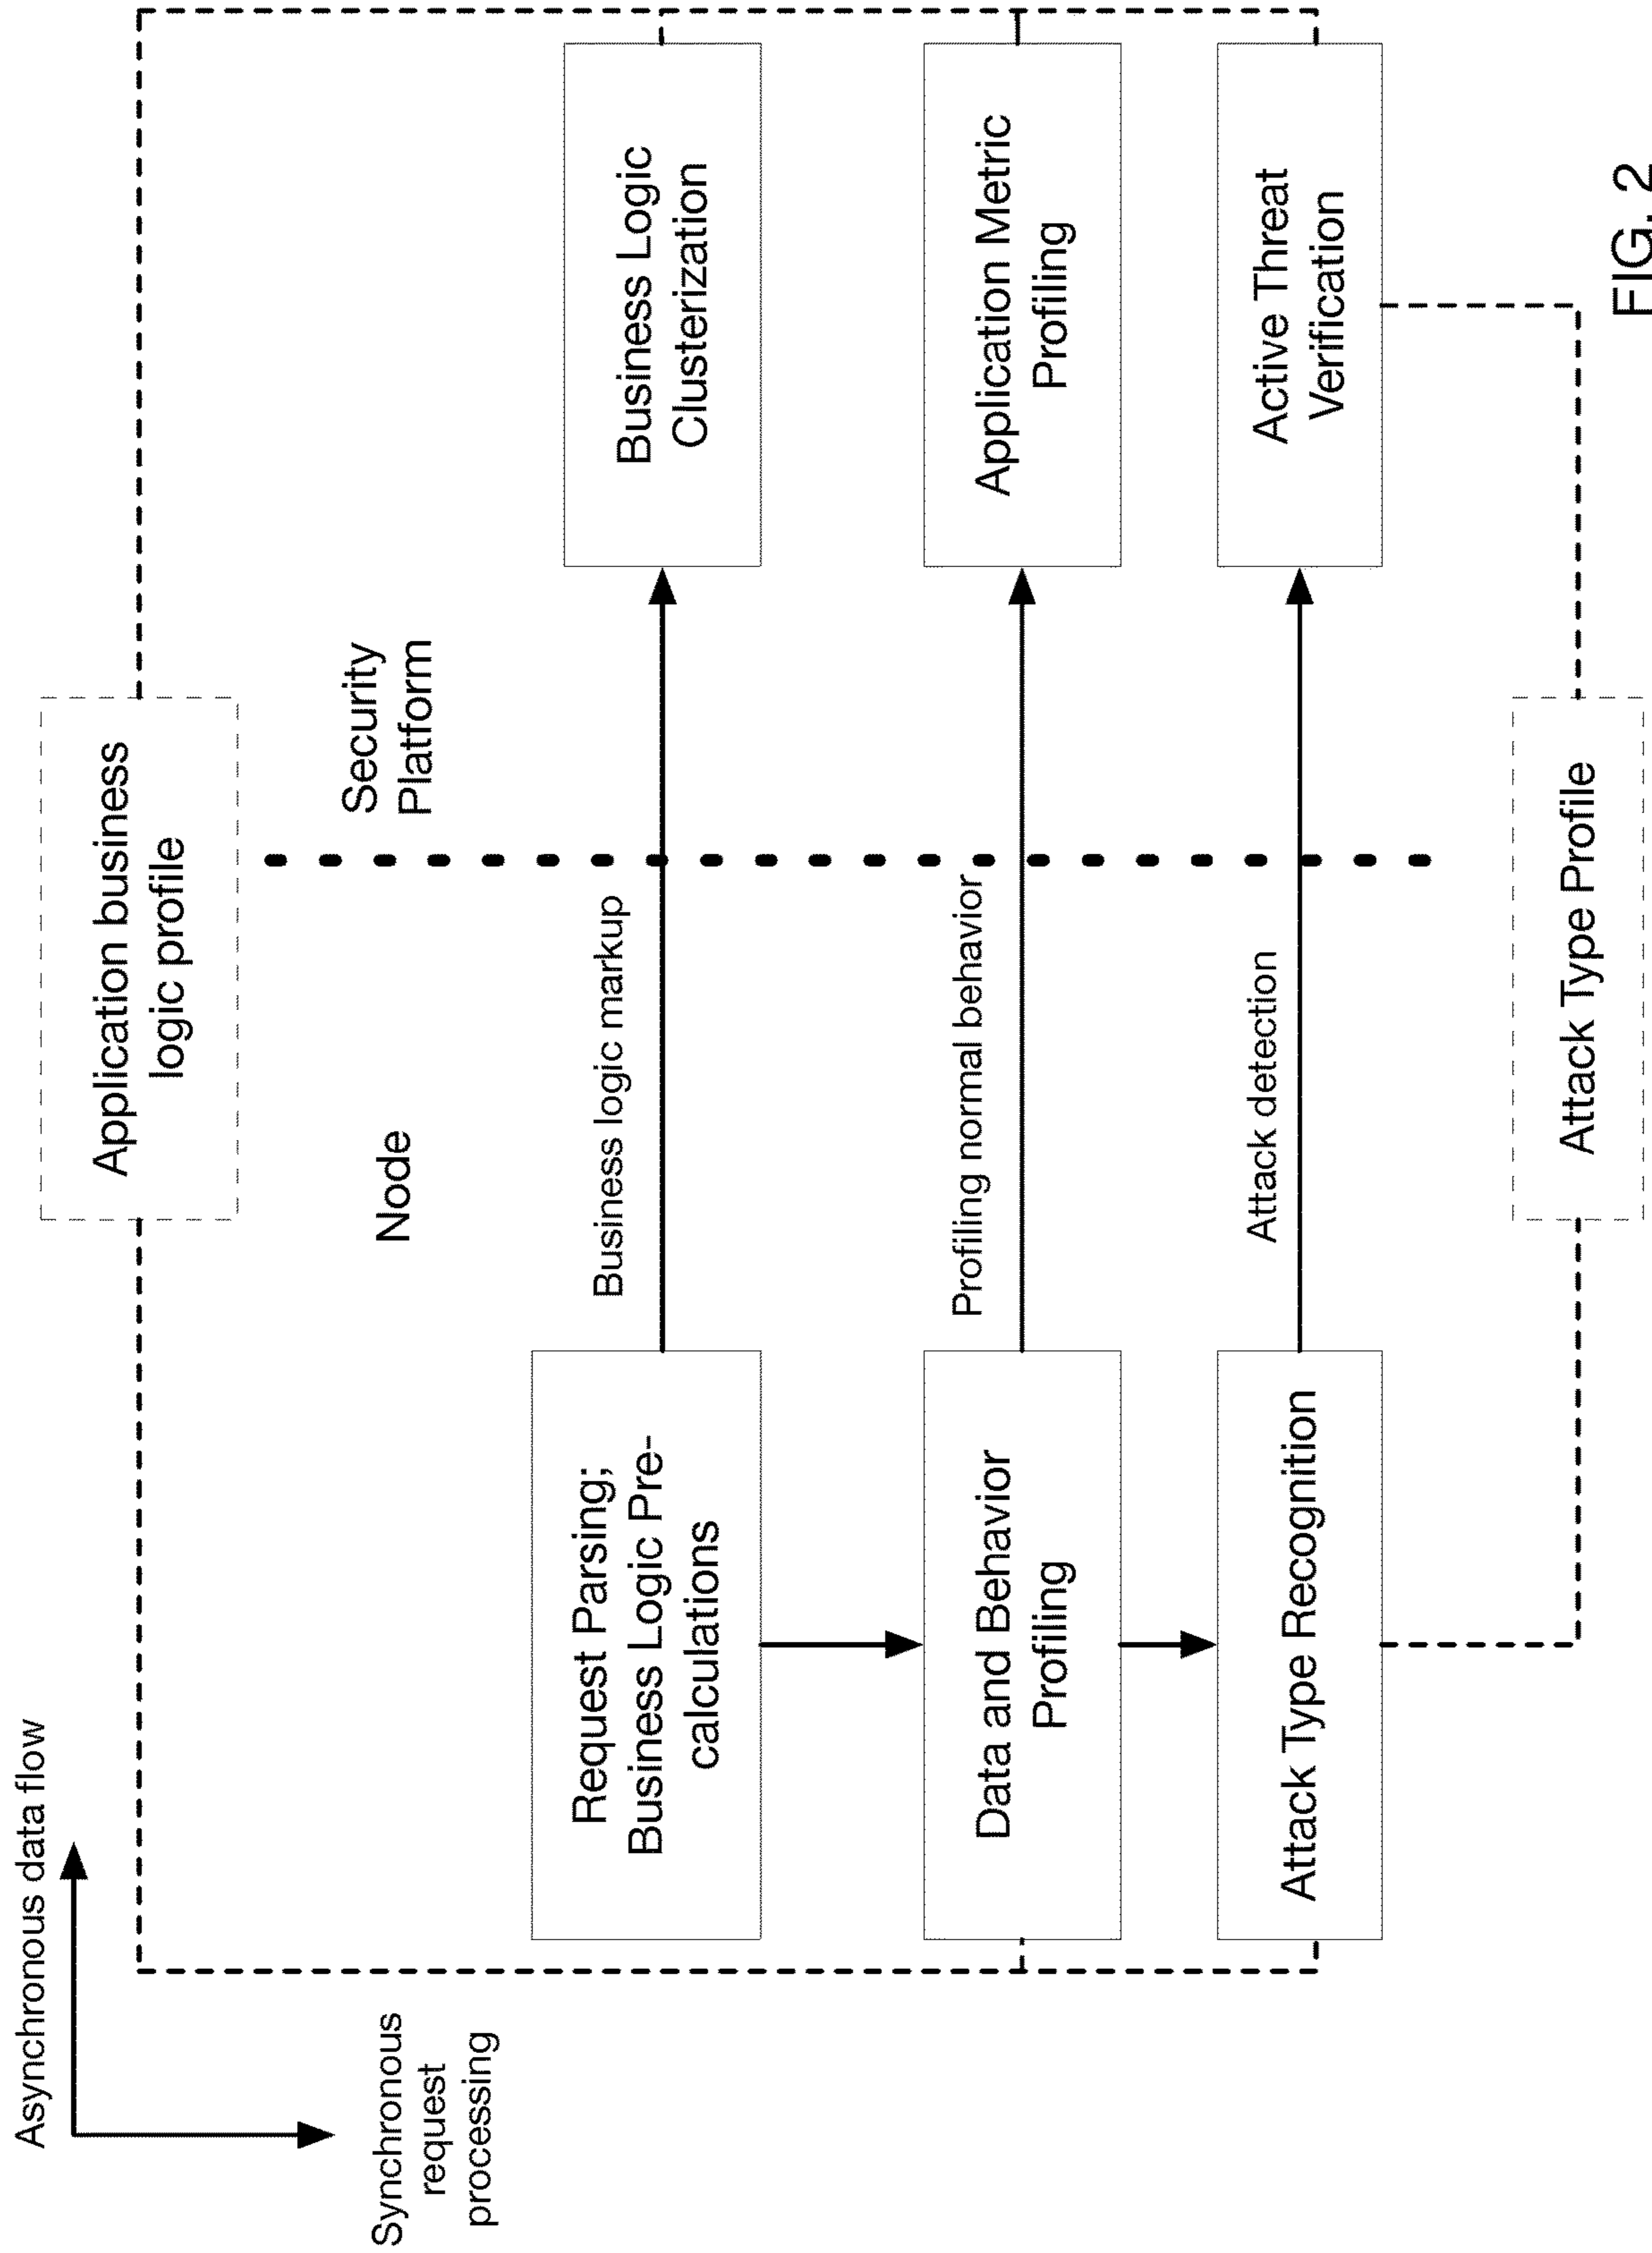 Asynchronous data flow
Synchronous
request
processing
Application business
logic profile
Node
Security
Platform
Request Parsing;
Business Logic Pre-
calculations
Business logic markup
Business Logic
Clusterization
Data and Behavior
Profiling
Profiling normal behavior
Application Metric
Profiling
Attack Type Recognition
Attack detection
Active Threat
Verification
Attack Type Profile
FIG. 2